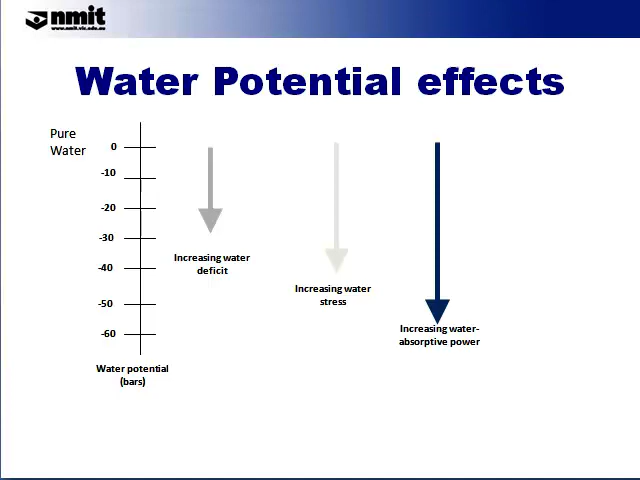 nmit
www.nmit.vic.edu.au
Water Potential effects
Pure
Water
0
-10
-20
-30
-40
-50
-60
Water potential
(bars)
Increasing water
deficit
Increasing water
stress
Increasing water-
absorptive power